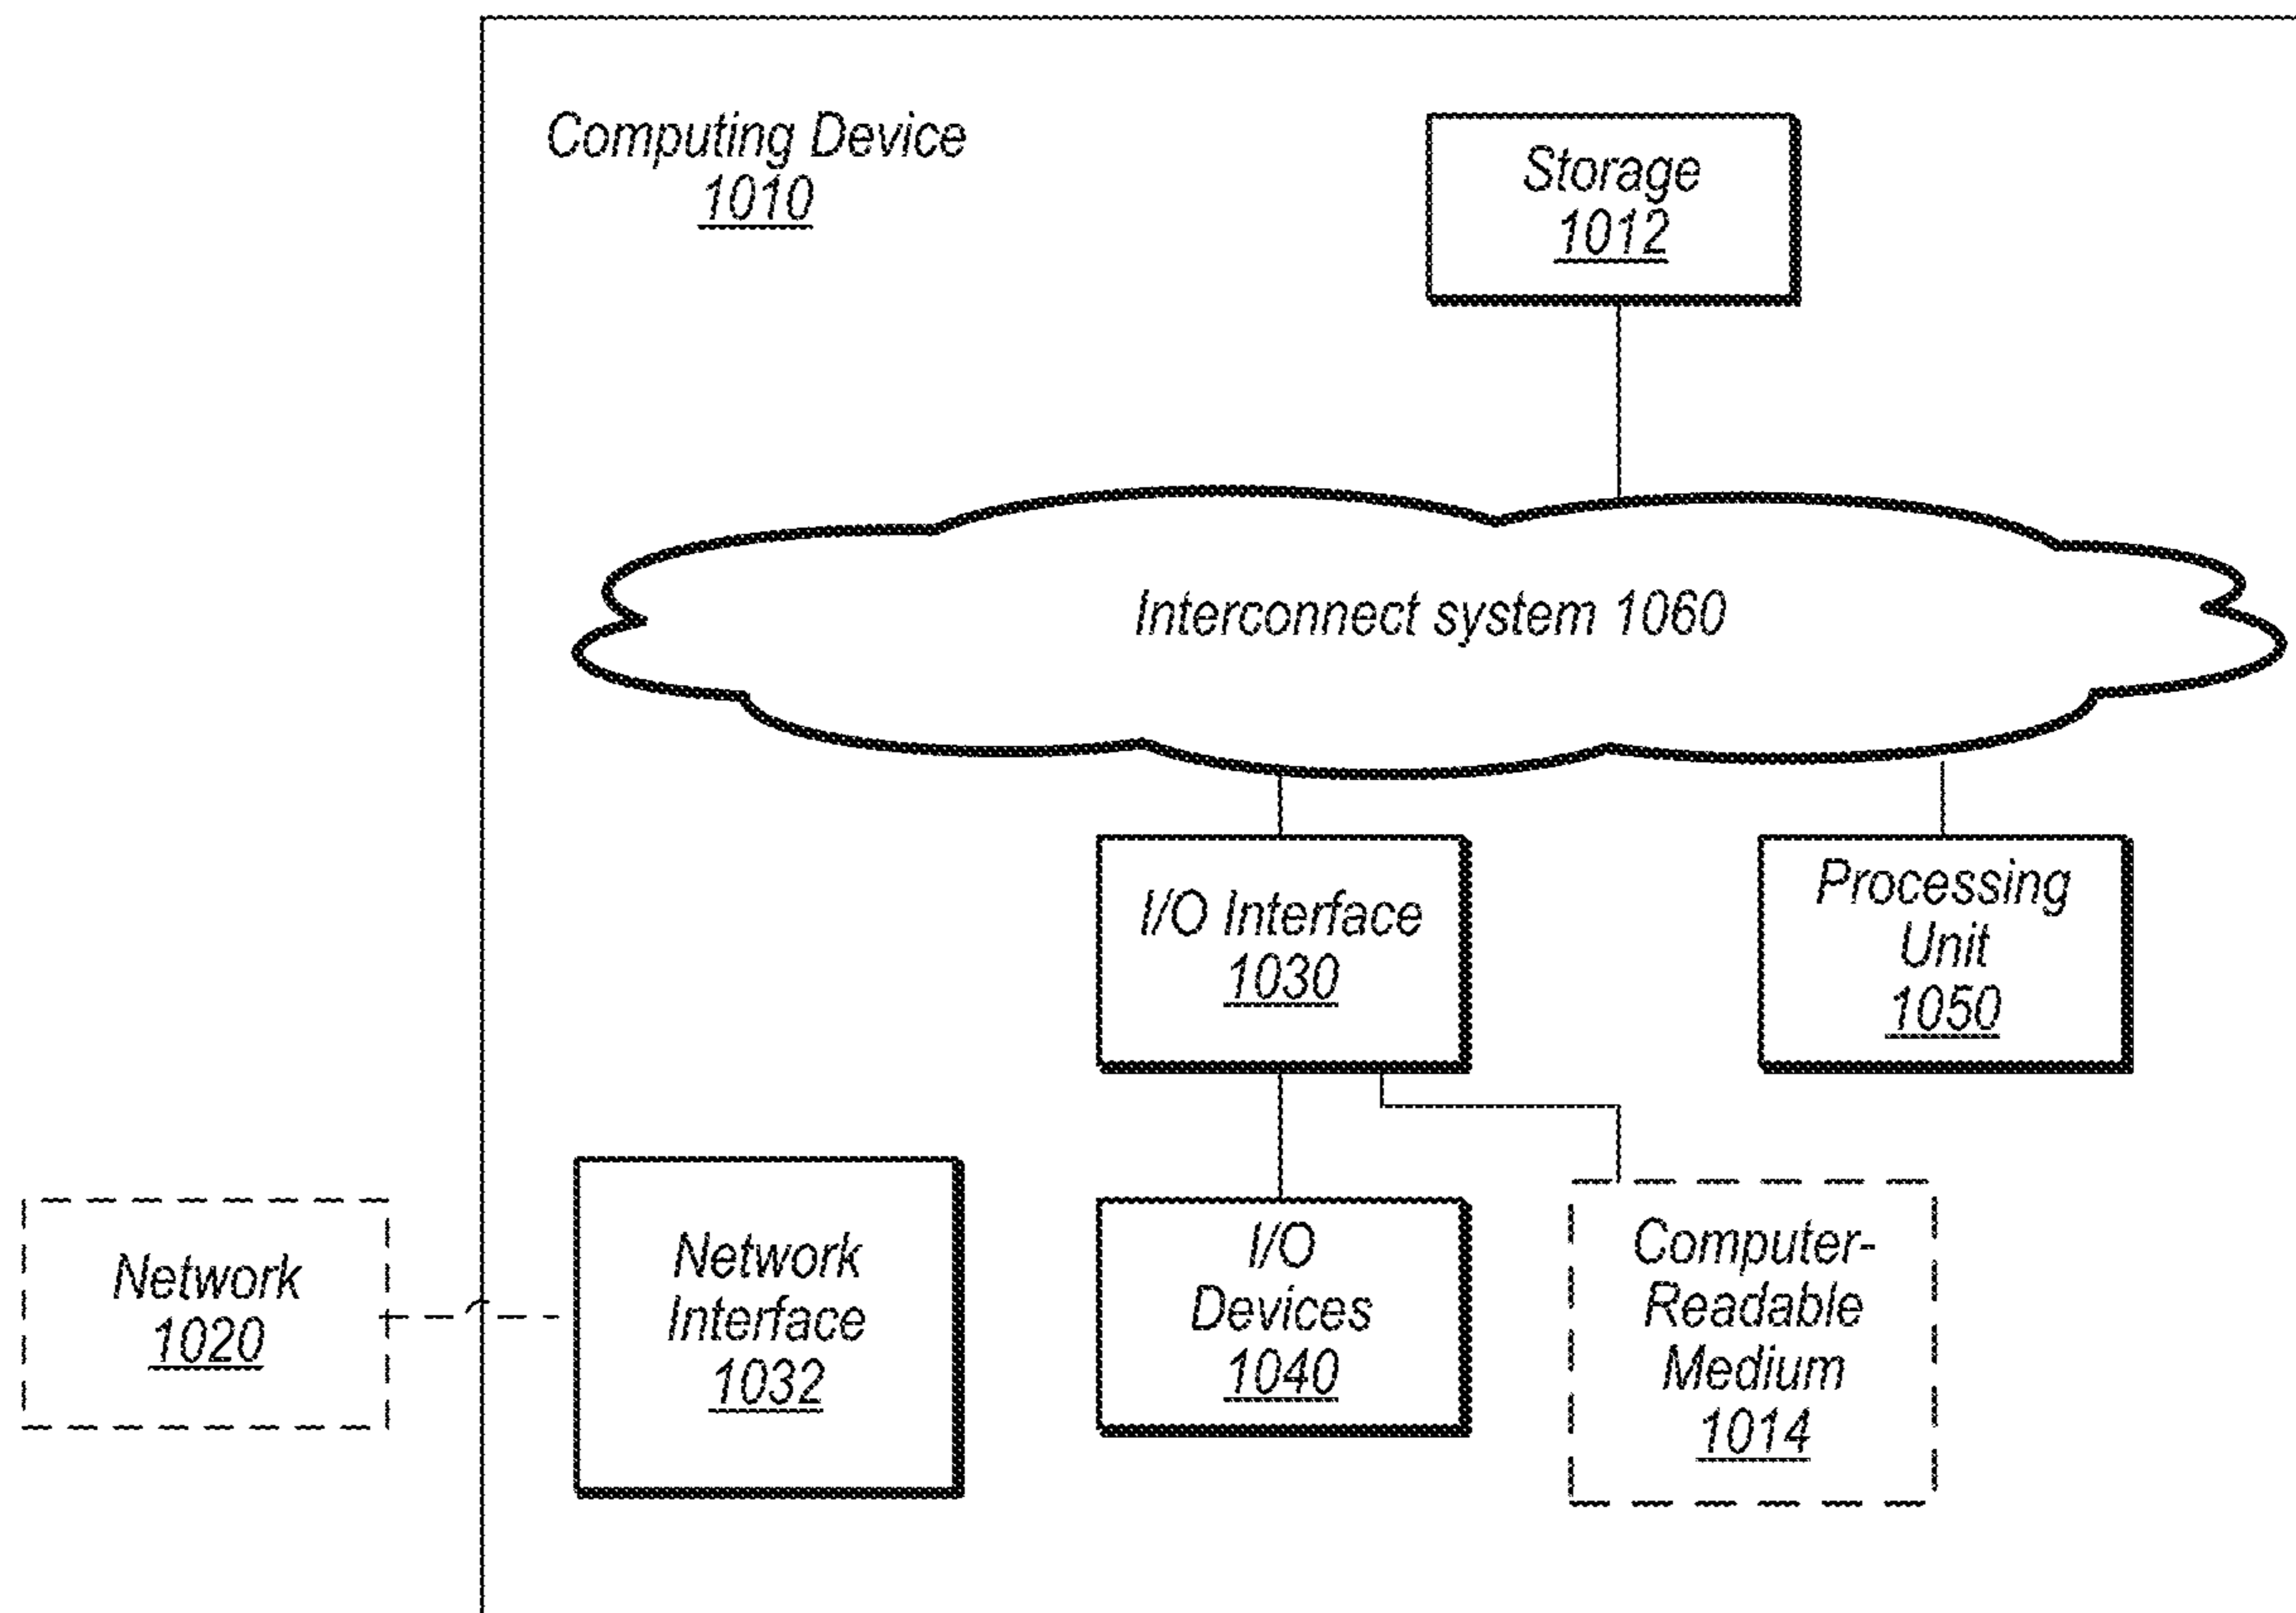 Computing Device
1010
Storage
1012
Interconnect system 1060
I/O Interface
1030
Processing
Unit
1050
Network
1020
Network
Interface
1032
I/O
Devices
1040
Computer-
Readable
Medium
1014